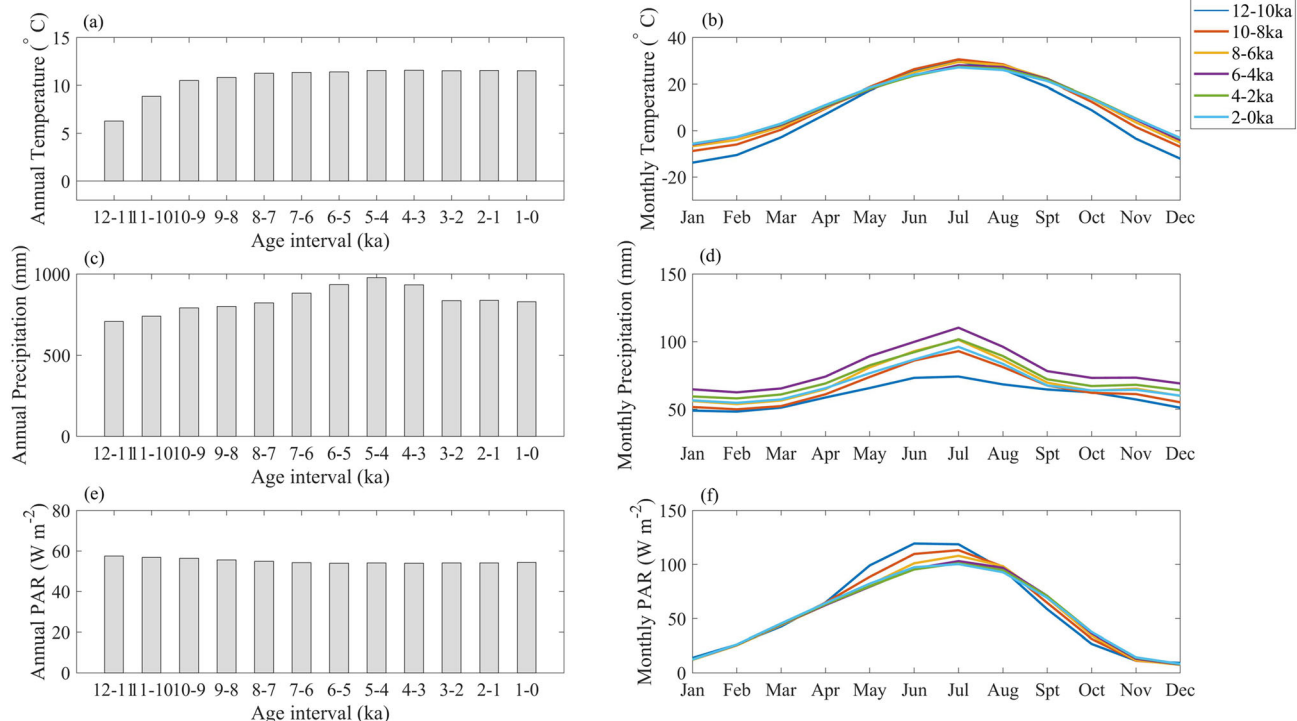 (a)
Annual Temperature (° C)
15
10
5
0
12-11 11-10 10-9 9-8 8-7 7-6 6-5 5-4 4-3 3-2 2-1 1-0
Age interval (ka)
(b)
Monthly Temperature (° C)
40
20
0
-20
Jan Feb Mar Apr May Jun Jul Aug Spt Oct Nov Dec
12-10ka
10-8ka
8-6ka
6-4ka
4-2ka
2-0ka
(c)
Annual Precipitation (mm)
1000
500
0
12-11 11-10 10-9 9-8 8-7 7-6 6-5 5-4 4-3 3-2 2-1 1-0
Age interval (ka)
(d)
Monthly Precipitation (mm)
150
100
50
Jan Feb Mar Apr May Jun Jul Aug Spt Oct Nov Dec
(e)
Annual PAR (W m-2)
80
60
40
20
0
12-11 11-10 10-9 9-8 8-7 7-6 6-5 5-4 4-3 3-2 2-1 1-0
Age interval (ka)
(f)
Monthly PAR (W m-2)
150
100
50
0
Jan Feb Mar Apr May Jun Jul Aug Spt Oct Nov Dec